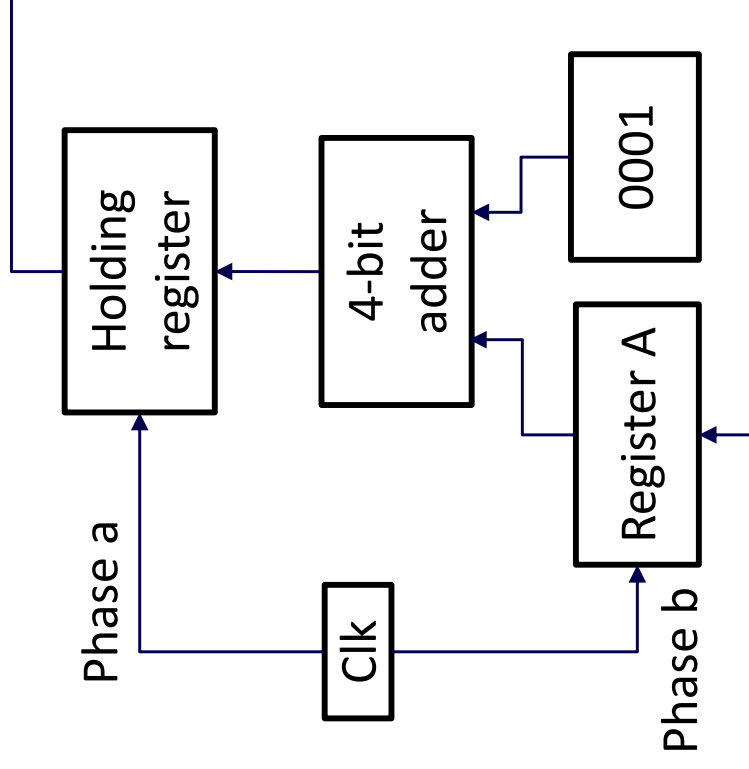 Phase a
Holding
register
Clk
4-bit
adder
Phase b
Register A
0001